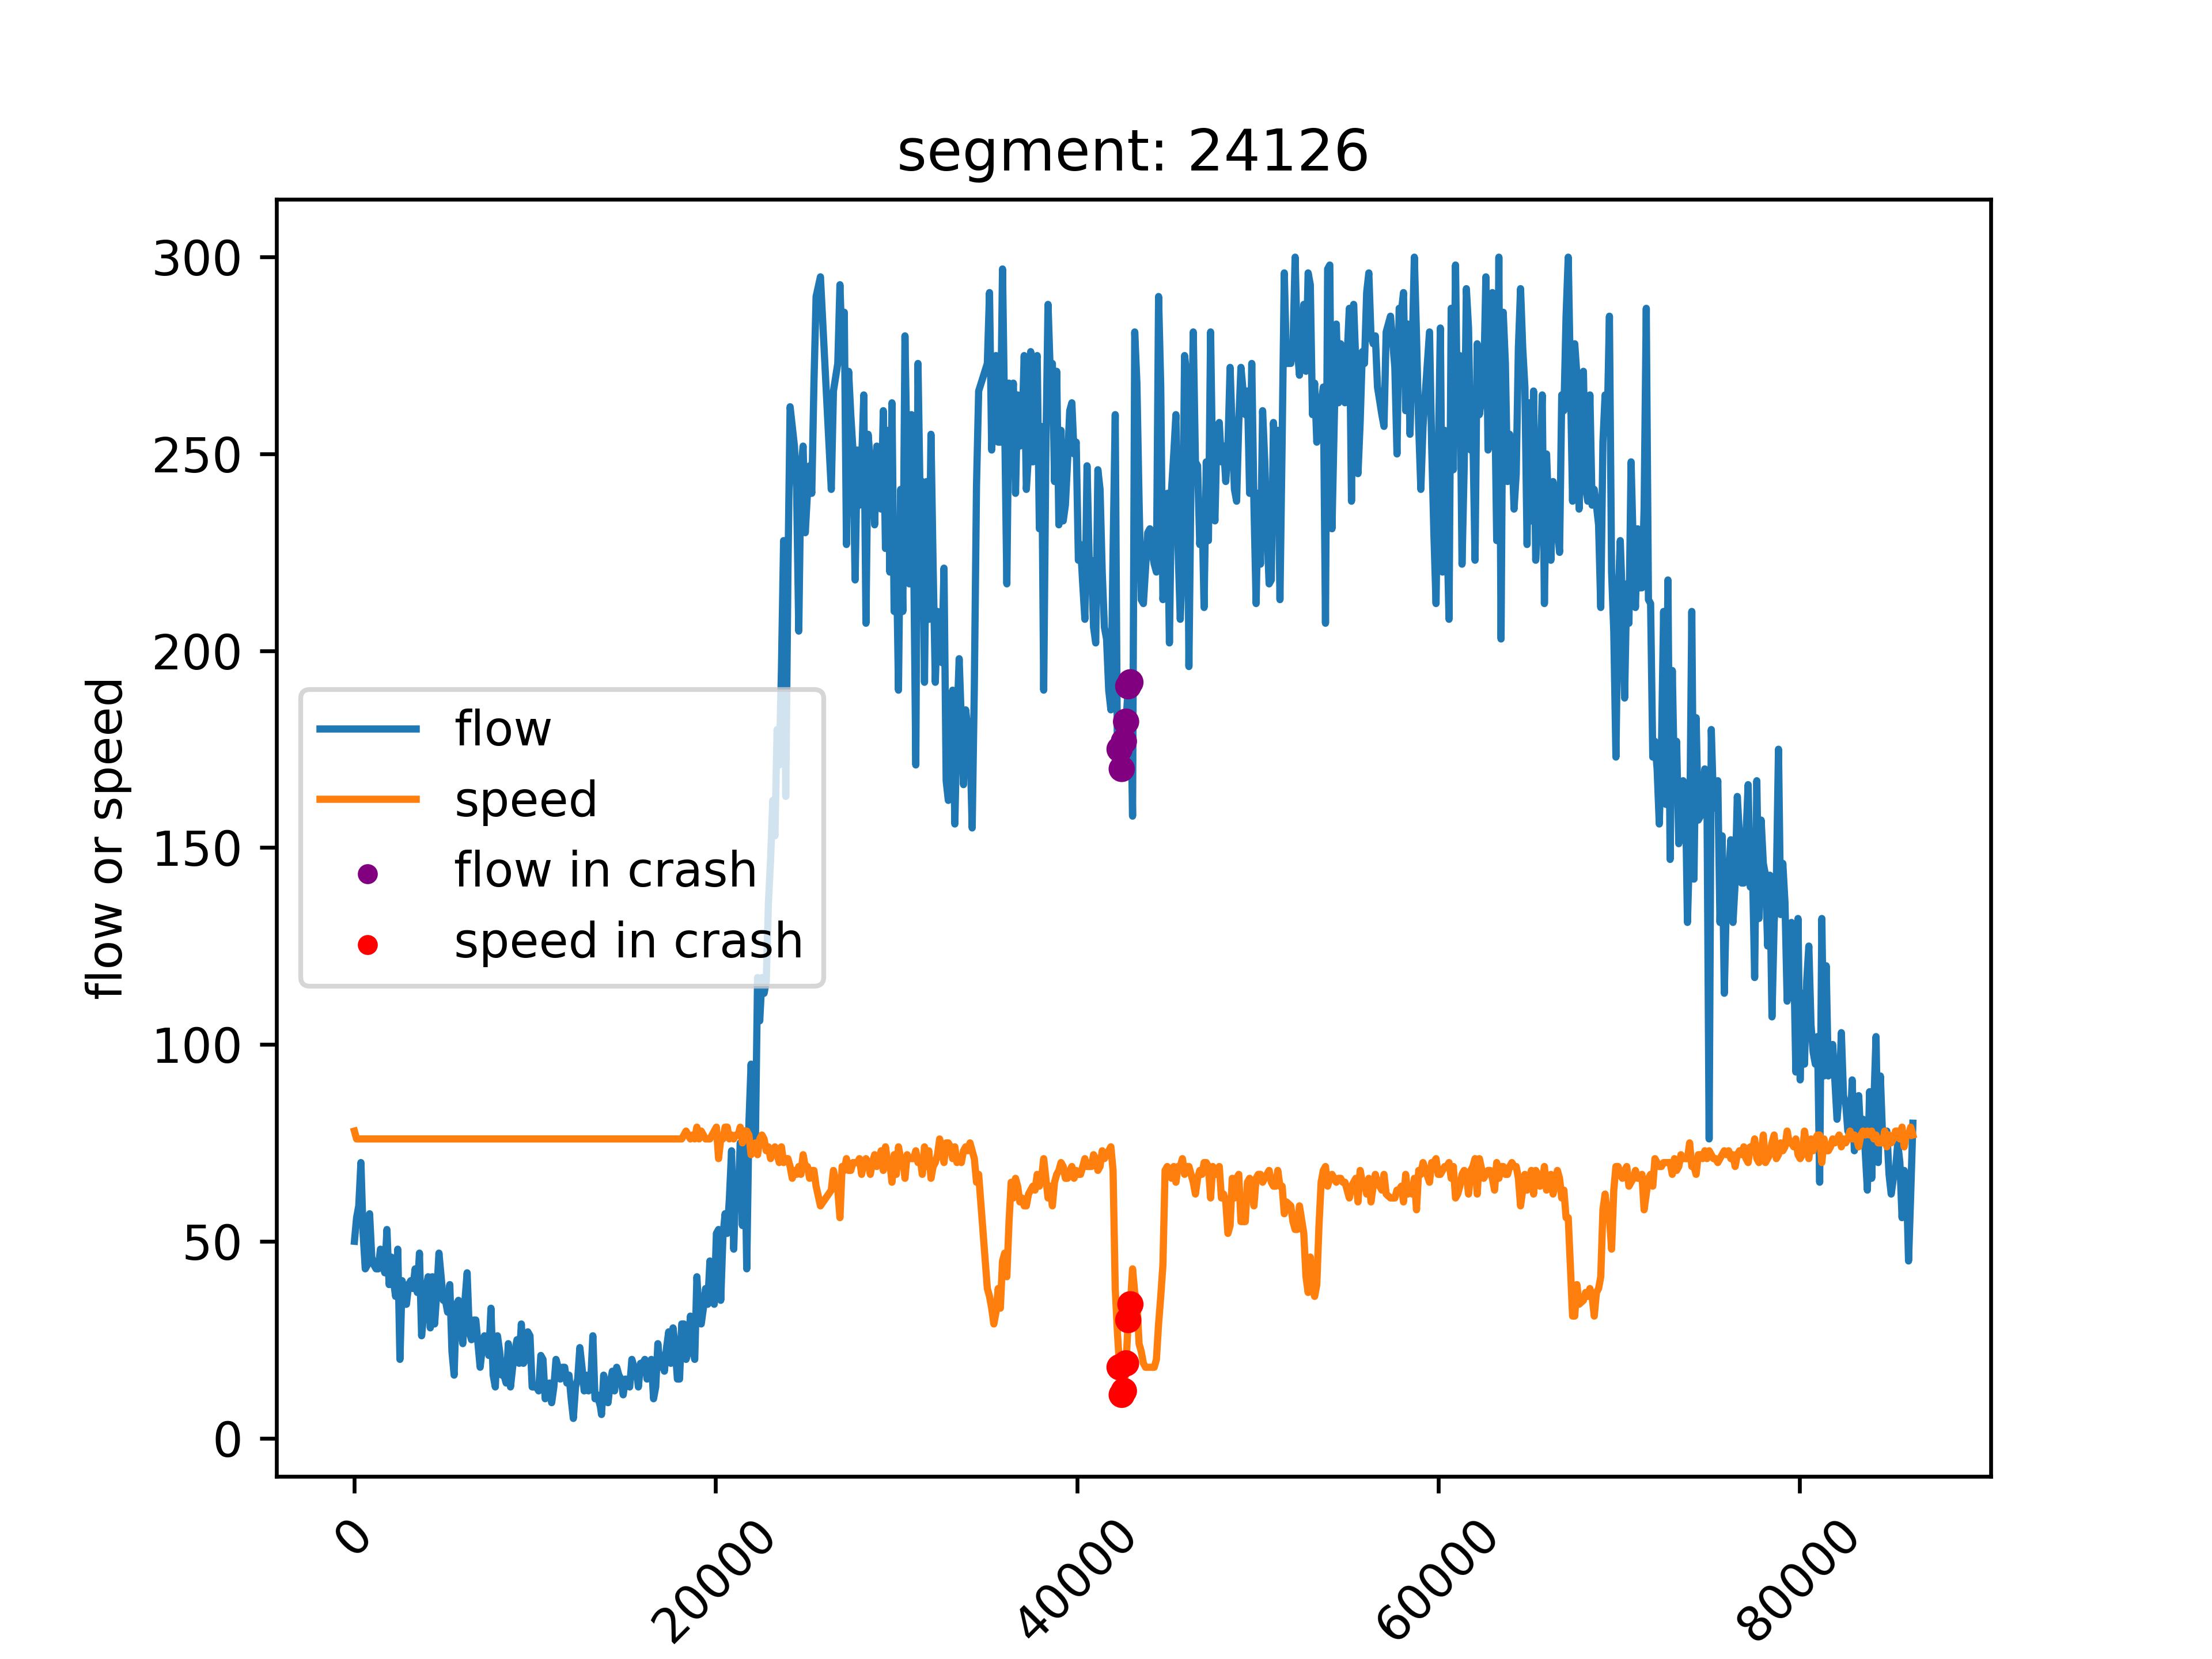 segment: 24126
300
250
200
150
100
50
0
flow or speed
flow
speed
flow in crash
speed in crash
0
20000
40000
60000
80000